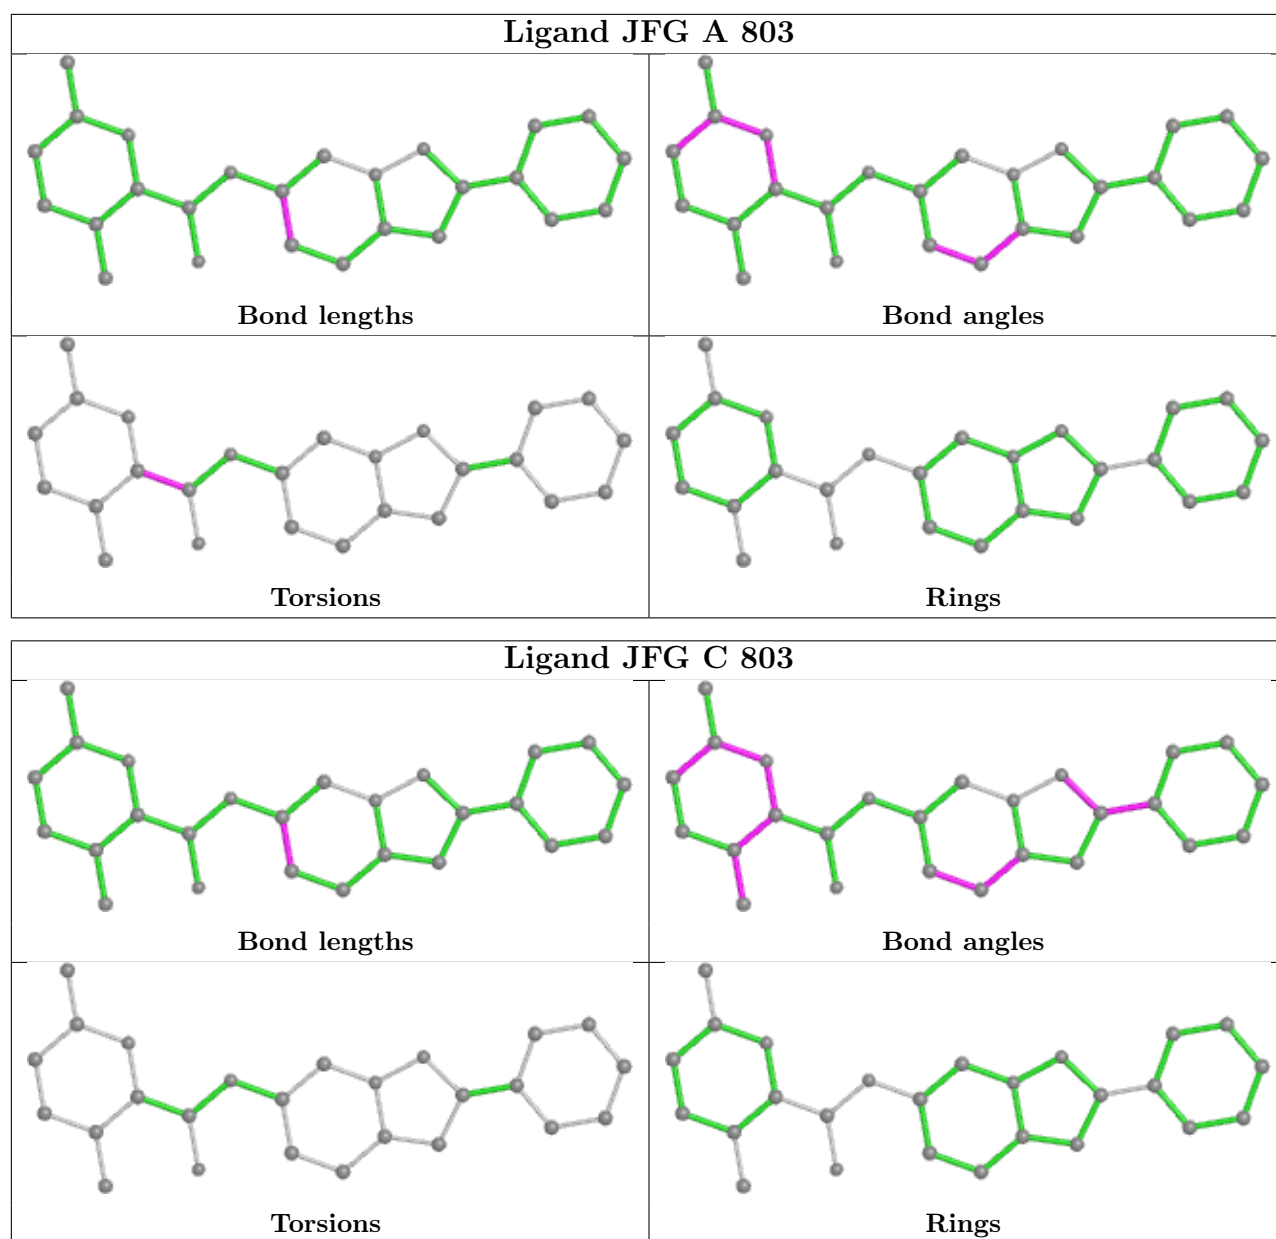 Ligand JFG A 803
Bond lengths
Bond angles
Torsions
Rings
Ligand JFG C 803
Bond lengths
Bond angles
Torsions
Rings